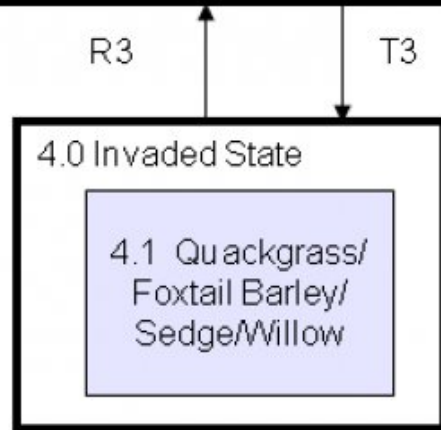 R3 T3
4.0 Invaded State
4.1 Quackgrass/
Foxtail Barley/
Sedge/Willow